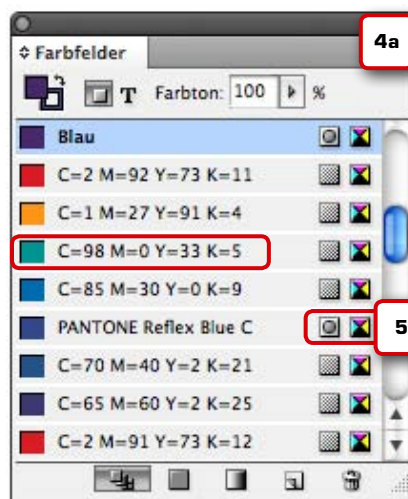 4a
Farbfelder
T Farbton: 100 %
Blau
C=2 M=92 Y=73 K=11
C=1 M=27 Y=91 K=4
C=98 M=0 Y=33 K=5
C=85 M=30 Y=0 K=9
PANTONE Reflex Blue C
5
C=70 M=40 Y=2 K=21
C=65 M=60 Y=2 K=25
C=2 M=91 Y=73 K=12